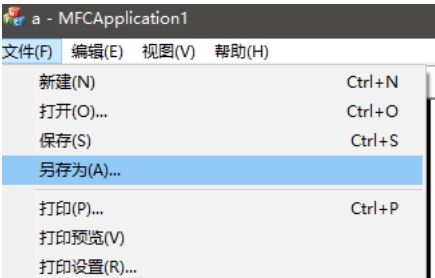 a - MFCApplication1
文件(F) 编辑(E) 视图(V) 帮助(H)
新建(N) Ctrl+N
打开(O)... Ctrl+O
保存(S) Ctrl+S
另存为(A)...
打印(P)... Ctrl+P
打印预览(V)
打印设置(R)...